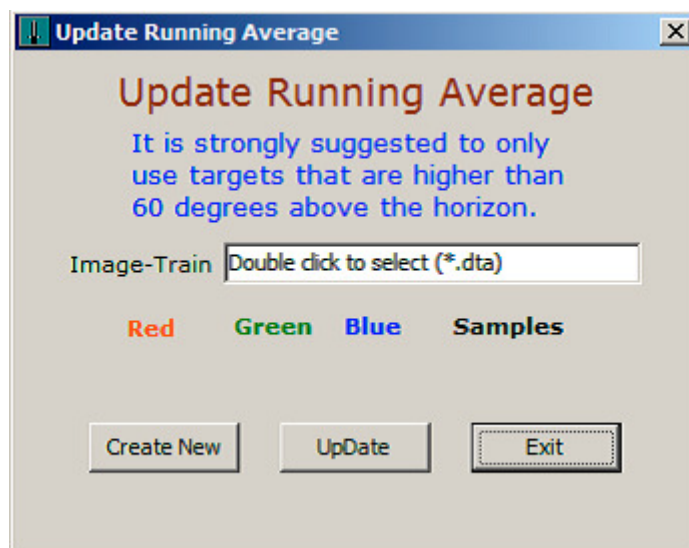 Update Running Average
Update Running Average
It is strongly suggested to only
use targets that are higher than
60 degrees above the horizon.
Image-Train Double click to select (*.dta)
Red Green Blue Samples
Create New UpDate Exit